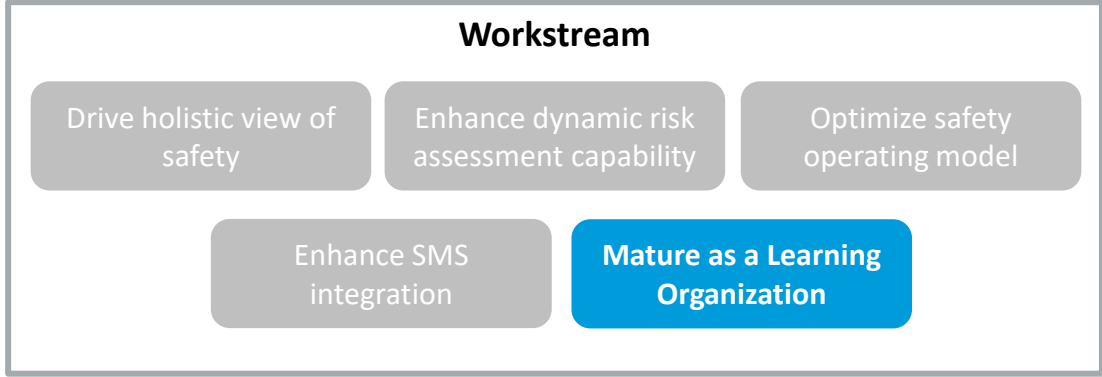 Workstream
Drive holistic view of
safety
Enhance dynamic risk
assessment capability
Optimize safety
operating model
Enhance SMS
integration
Mature as a Learning
Organization